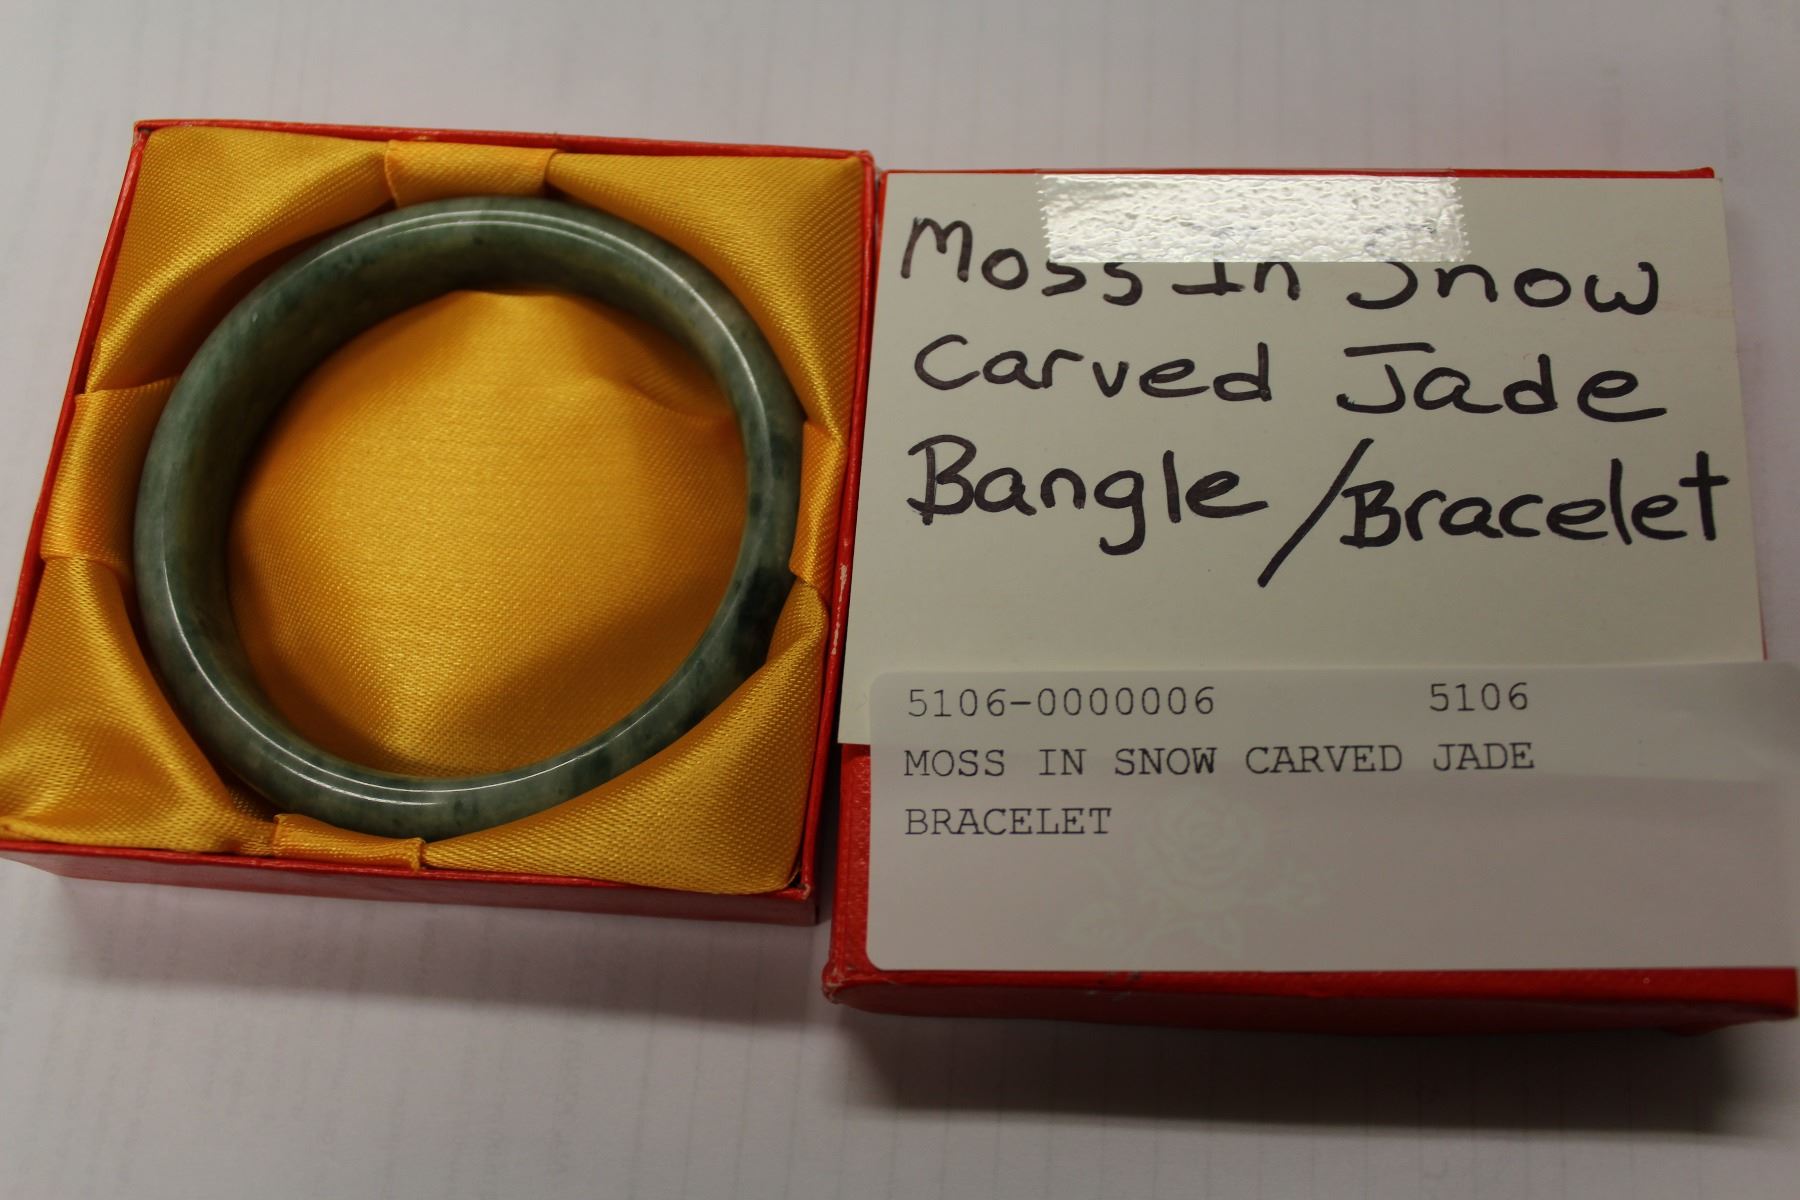 Moss In Snow
Carved Jade
Bangle/Bracelet
5106-0000006 5106
MOSS IN SNOW CARVED JADE
BRACELET